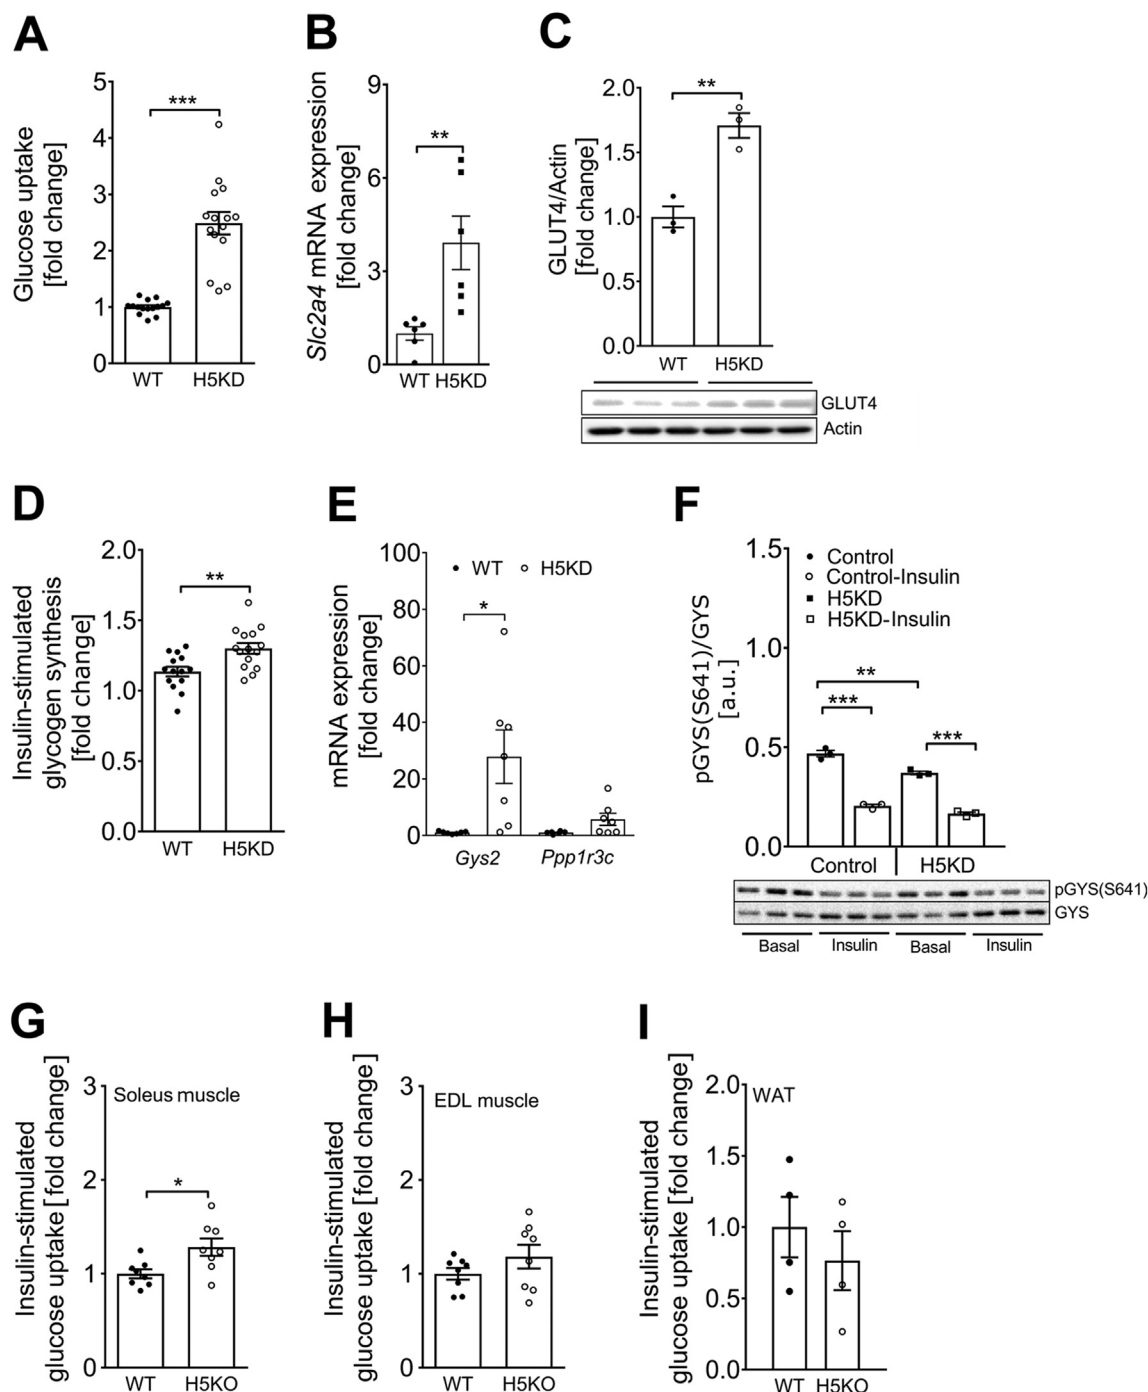 A
Glucose uptake
[fold change]
5
4
3
2
1
0
***
WT
H5KD
B
Slc2a4 mRNA expression
[fold change]
9
6
3
0
**
WT
H5KD
C
GLUT4/Actin
[fold change]
2.0
1.5
1.0
0.5
0.0
**
WT
H5KD
GLUT4
Actin
D
Insulin-stimulated
glycogen synthesis
[fold change]
2.0
1.5
1.0
0.5
0.0
**
WT
H5KD
E
mRNA expression
[fold change]
100
80
60
40
20
0
WT
H5KD
*
Gys2
Ppp1r3c
F
pGYS(S641)/GYS
[a.u.]
1.5
1.0
0.5
0.0
Control
Control-Insulin
H5KD
H5KD-Insulin
**
***
***
Control
H5KD
pGYS(S641)
GYS
Basal
Insulin
Basal
Insulin
G
Insulin-stimulated
glucose uptake [fold change]
3
2
1
0
Soleus muscle
*
WT
H5KO
H
Insulin-stimulated
glucose uptake [fold change]
3
2
1
0
EDL muscle
WT
H5KO
I
Insulin-stimulated
glucose uptake [fold change]
2.0
1.5
1.0
0.5
0.0
WAT
WT
H5KO